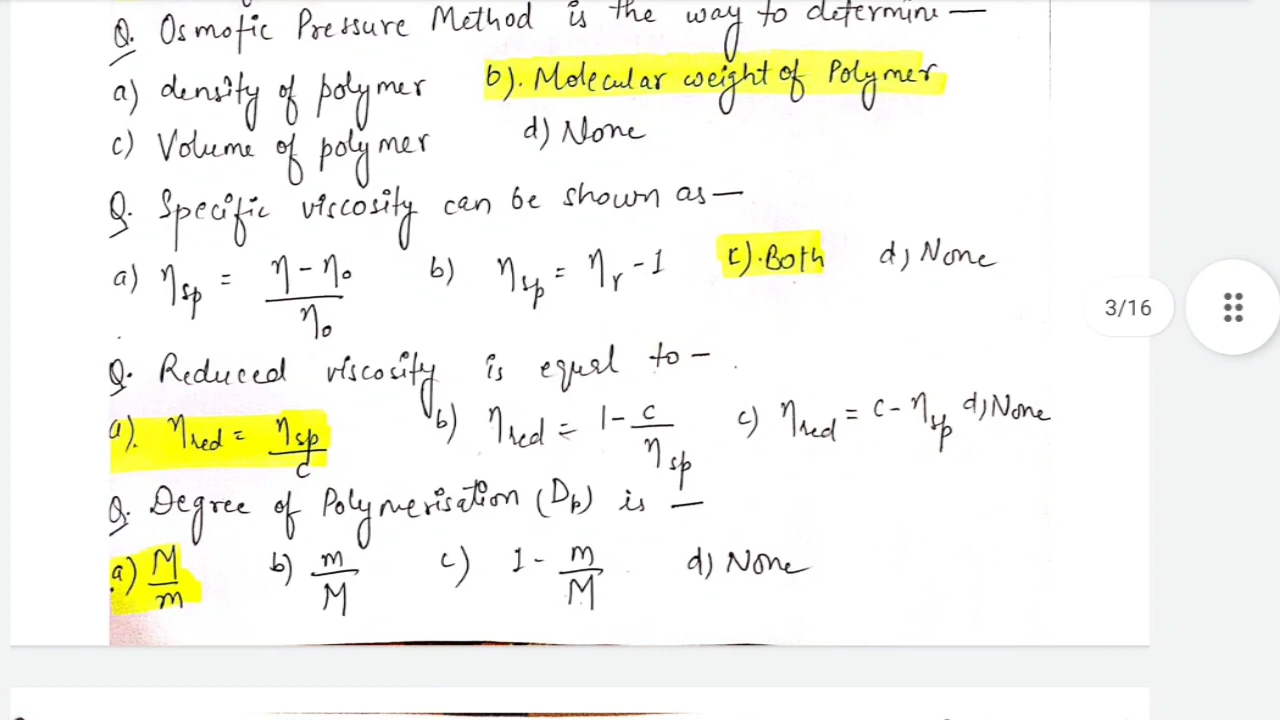 Q. Osmotic Pressure Method is the way to determine —
a) density of polymer b). Molecular weight of Polymer
c) Volume of polymer d) None
Q. Specific viscosity can be shown as —
a) ηsp = η - η₀ / η₀ b) ηsp = ηr - 1 c). Both d) None
3/16
Q. Reduced viscosity is equal to — .
a). ηred = ηsp / c b) ηred = 1 - c / ηsp c) ηred = c - ηsp d) None
Q. Degree of Polymerisation (Dp) is —
a) M / m b) m / M c) 1 - m / M d) None